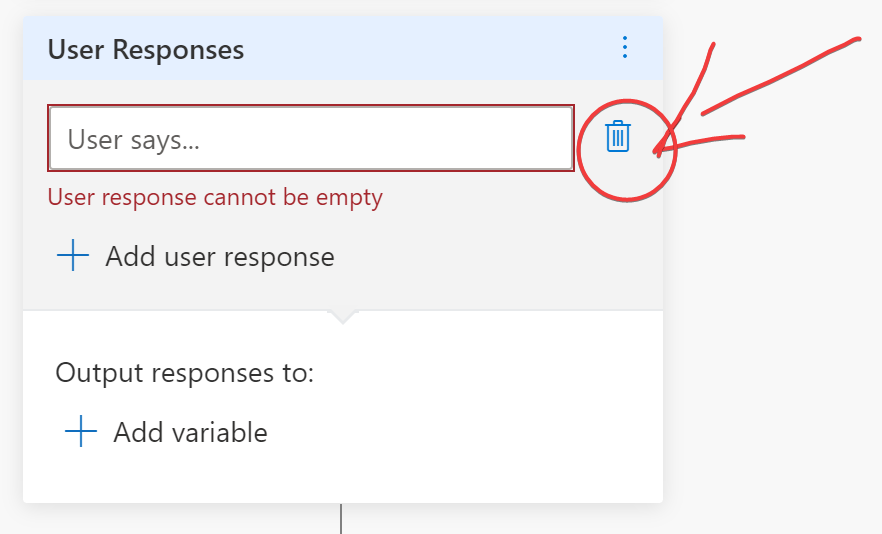 User Responses
User says...
User response cannot be empty
Add user response
Output responses to:
Add variable